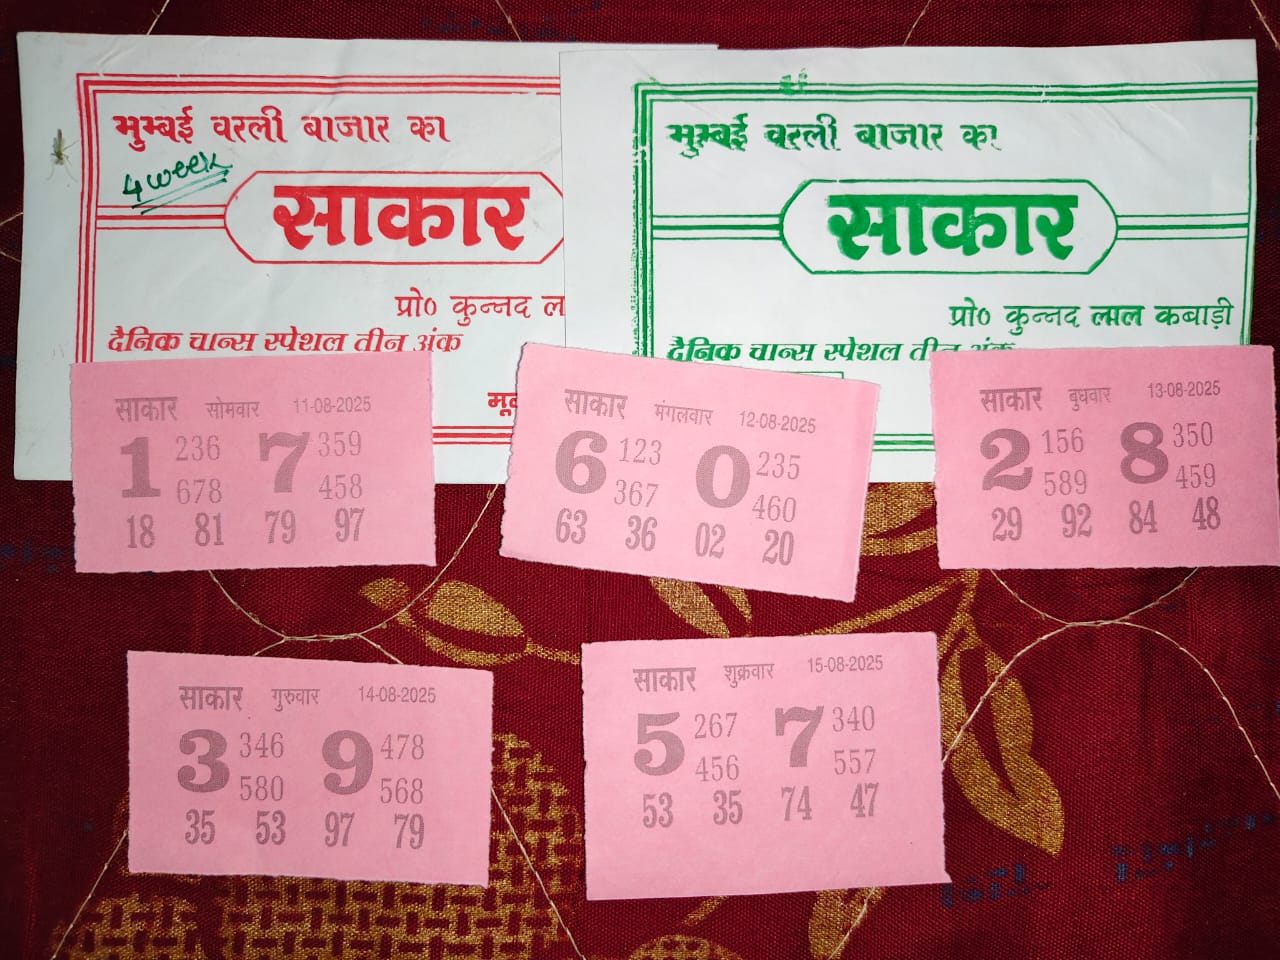 मुम्बई वरली बाजार का
4 week
साकार
प्रो० कुन्नद
दैनिक चान्स स्पेशल तीन अंक
मुम्बई वरली बाजार का
साकार
प्रो० कुन्नद लाल कबाड़ी
दैनिक चान्स स्पेशल तीन अंक
साकार सोमवार 11-08-2025
1 236 678 7 359 458
18 81 79 97
साकार मंगलवार 12-08-2025
6 123 367 0 235 460
63 36 02 20
साकार बुधवार 13-08-2025
2 156 589 8 350 459
29 92 84 48
साकार गुरुवार 14-08-2025
3 346 580 9 478 568
35 53 97 79
साकार शुक्रवार 15-08-2025
5 267 456 7 340 557
53 35 74 47